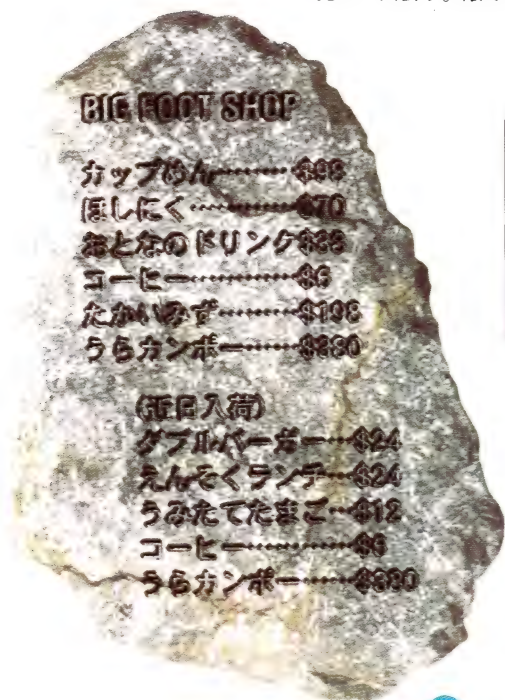 BIG FOOT SHOP
カップめん………$98
ほしにく…………$70
おとなのドリンク
コーヒー…………$6
たかいみず………$198
うらカンポー……
(近日入荷)
ダブルバーガー…$24
えんそくランチ…$24
うみたてたまご…$12
コーヒー…………$6
うらカンポー……